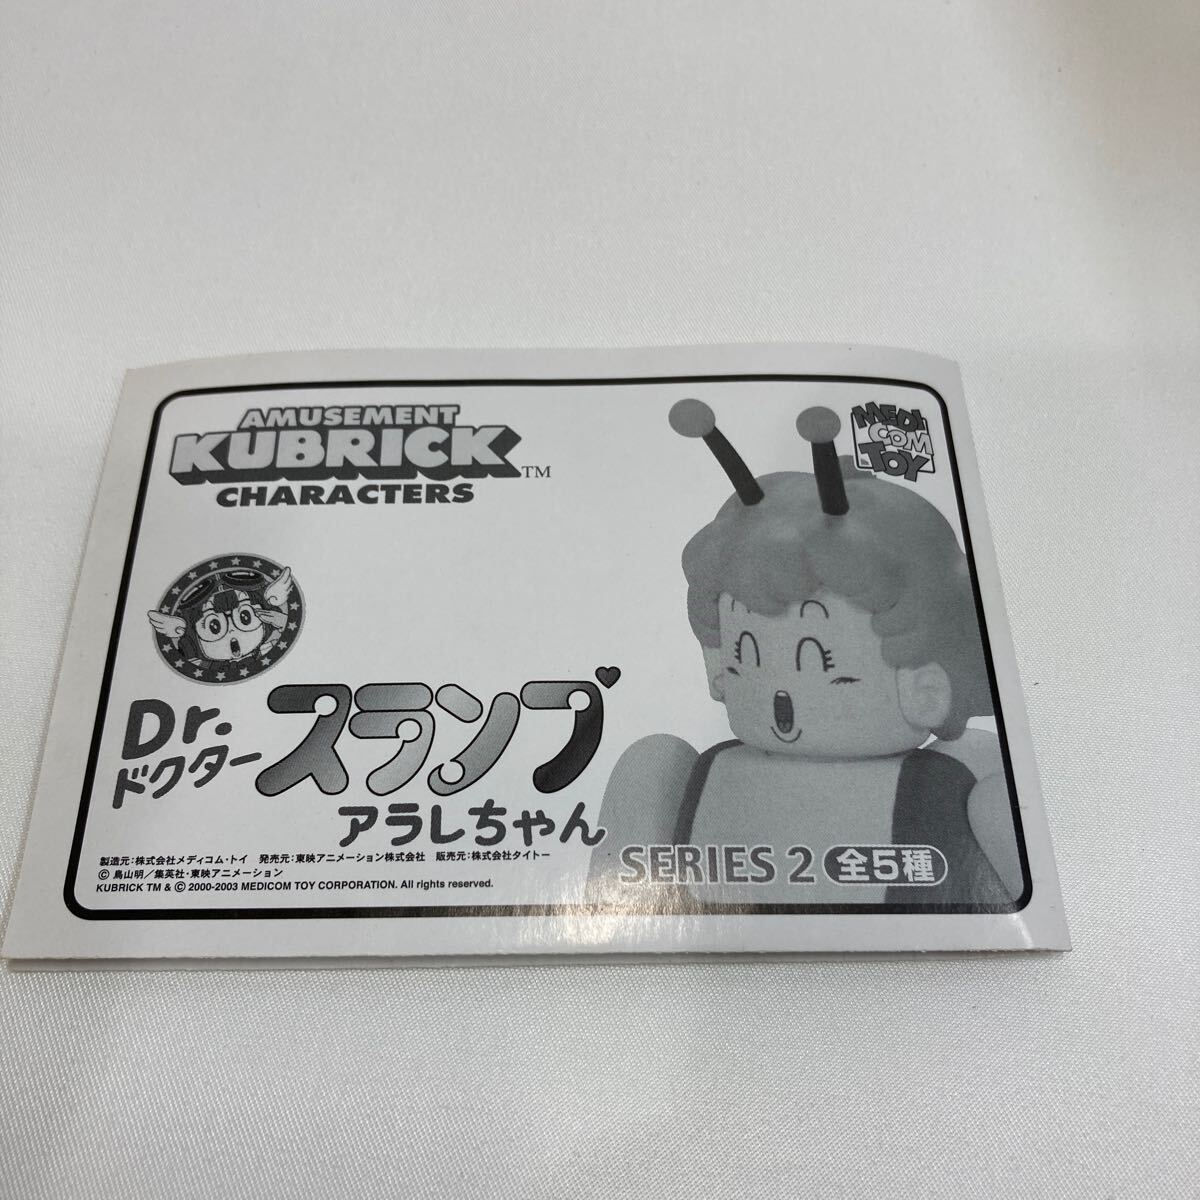 AMUSEMENT
KUBRICK TM
CHARACTERS
MEDI
COM
TOY
Dr.
ドクター
スランプ
アラレちゃん
製造元:株式会社メディコム・トイ 発売元:東映アニメーション株式会社 販売元:株式会社タイトー
© 鳥山明/集英社・東映アニメーション
KUBRICK TM & © 2000-2003 MEDICOM TOY CORPORATION. All rights reserved.
SERIES 2 全5種